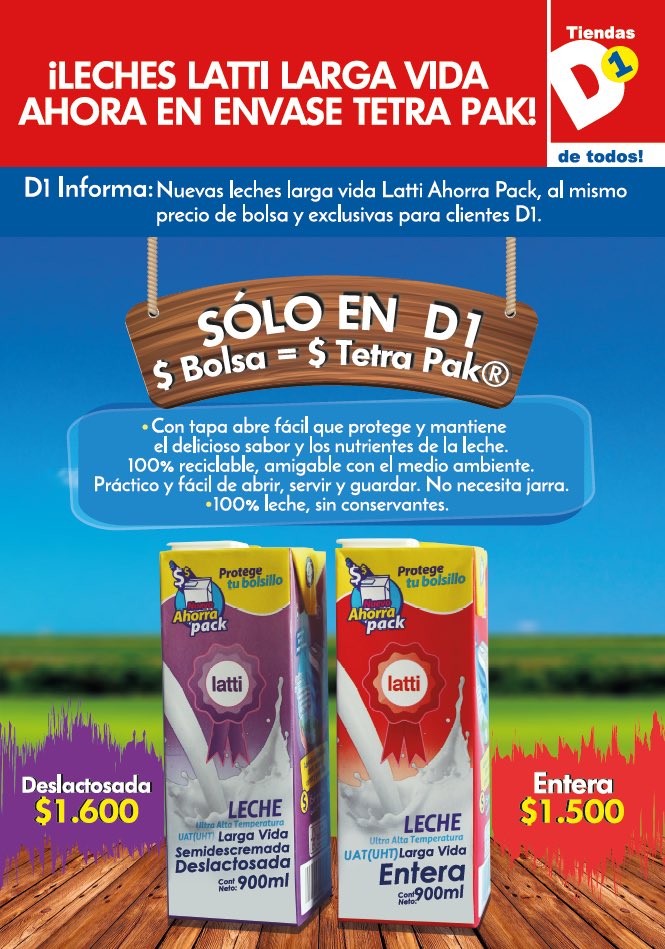 ¡LECHES LATTI LARGA VIDA
AHORA EN ENVASE TETRA PAK!
Tiendas
D1
de todos!
D1 Informa: Nuevas leches larga vida Latti Ahorra Pack, al mismo
precio de bolsa y exclusivas para clientes D1.
SÓLO EN D1
$ Bolsa = $ Tetra Pak®
•Con tapa abre fácil que protege y mantiene
el delicioso sabor y los nutrientes de la leche.
100% reciclable, amigable con el medio ambiente.
Práctico y fácil de abrir, servir y guardar. No necesita jarra.
•100% leche, sin conservantes.
Protege
tu bolsillo
$$
Nuevo
Ahorra
pack
latti
LECHE
Ultra Alta Temperatura
UAT(UHT) Larga Vida
Semidescremada
Deslactosada
Cont
Neto: 900ml
Protege
tu bolsillo
$$
Nuevo
Ahorra
pack
latti
LECHE
Ultra Alta Temperatura
UAT(UHT) Larga Vida
Entera
Cont
Neto: 900ml
Deslactosada
$1.600
Entera
$1.500